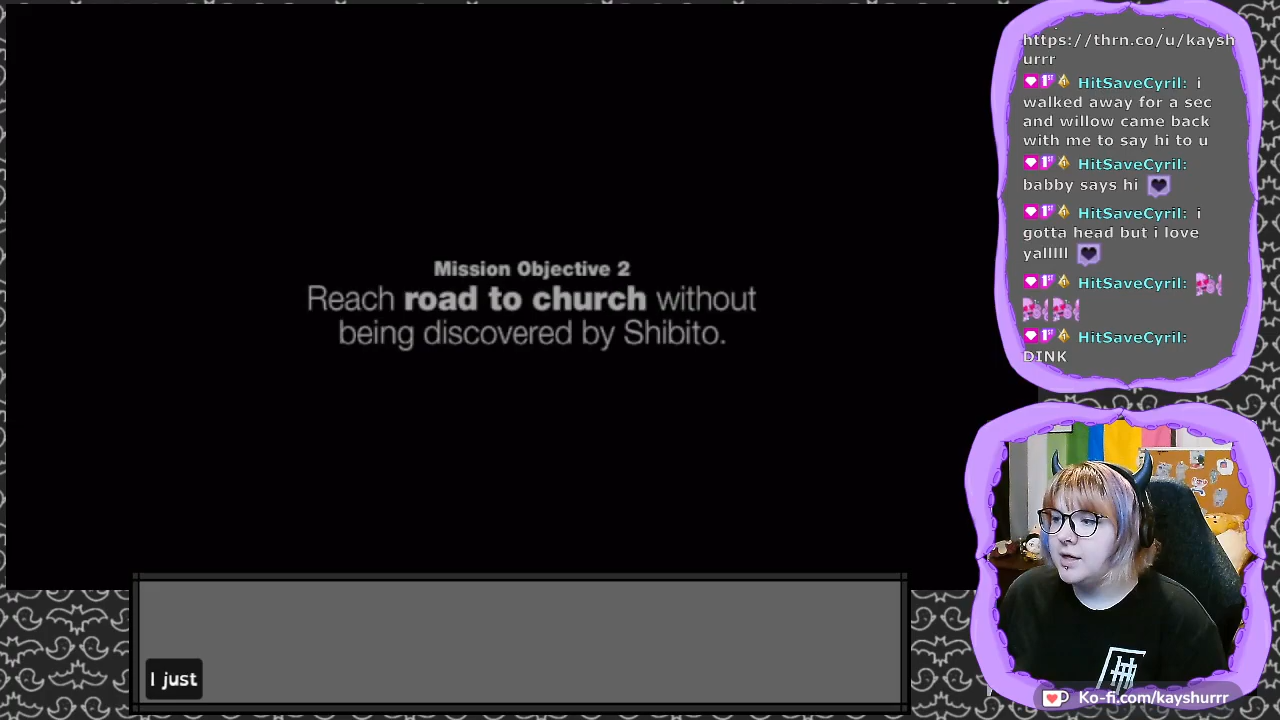 Mission Objective 2
Reach road to church without
being discovered by Shibito.
https://thrn.co/u/kaysh
urrr
HitSaveCyril: i
walked away for a sec
and willow came back
with me to say hi to u
HitSaveCyril:
babby says hi
HitSaveCyril: i
gotta head but i love
yalllll
HitSaveCyril:
HitSaveCyril:
DINK
I just
Ko-fi.com/kayshurrr